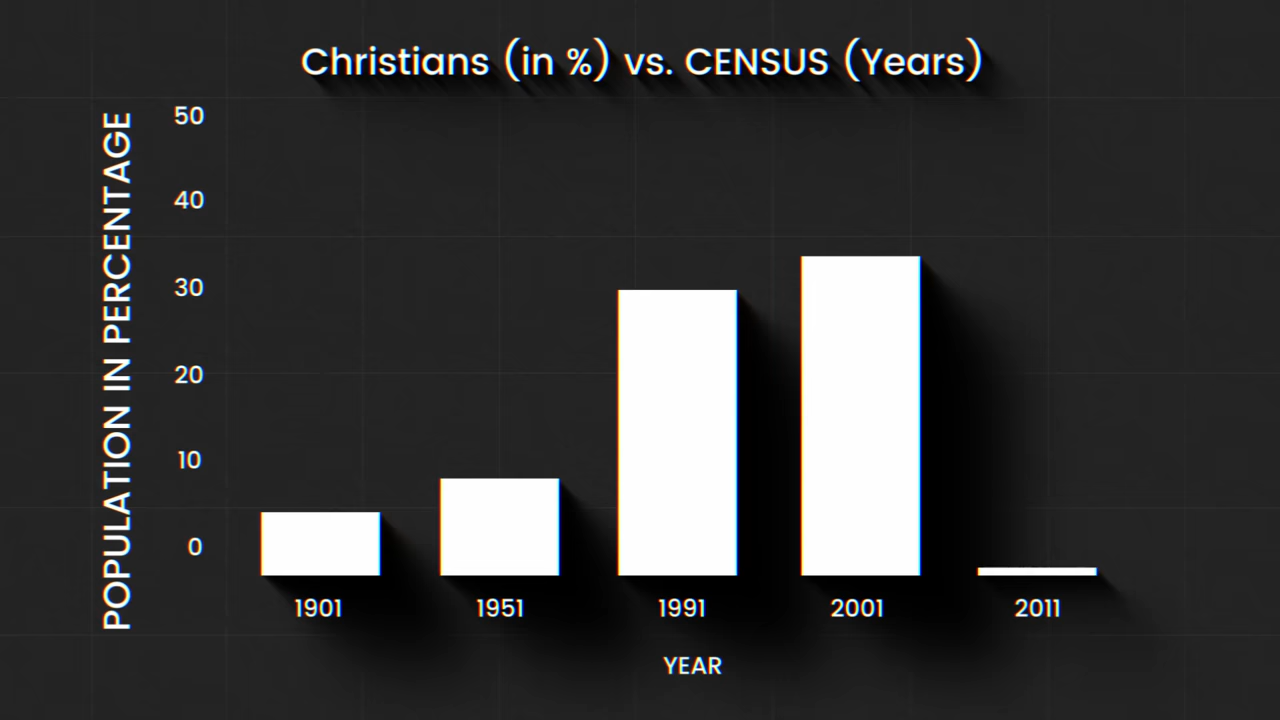 Christians (in %) vs. CENSUS (Years)
POPULATION IN PERCENTAGE
50
40
30
20
10
0
1901 1951 1991 2001 2011
YEAR